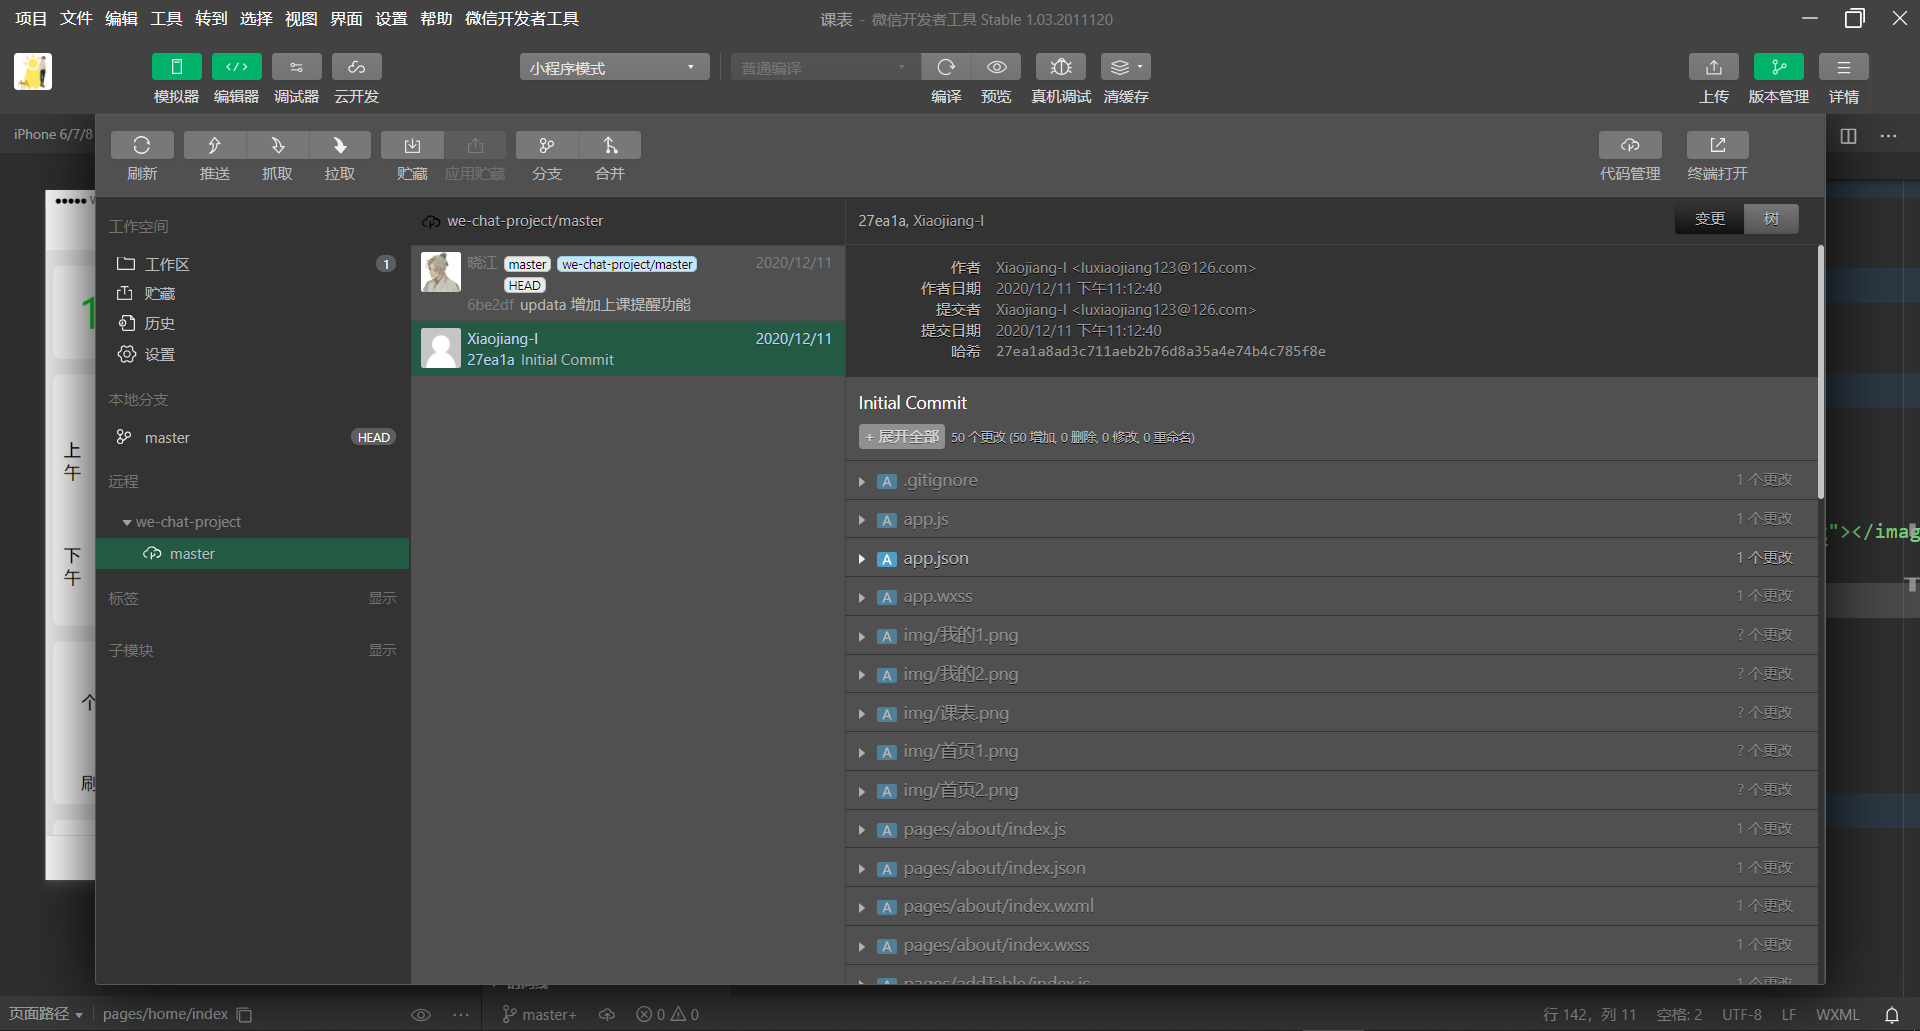 项目 文件 编辑 工具 转到 选择 视图 界面 设置 帮助 微信开发者工具
课表 - 微信开发者工具 Stable 1.03.2011120
小程序模式
普通编译
模拟器 编辑器 调试器 云开发
编译 预览 真机调试 清缓存
上传 版本管理 详情
iPhone 6/7/8
刷新 推送 抓取 拉取 贮藏 应用贮藏 分支 合并
代码管理 终端打开
工作空间
工作区 1
贮藏
历史
设置
本地分支
master HEAD
远程
we-chat-project
master
标签 显示
子模块 显示
上
午
下
午
个
刷
we-chat-project/master
晓江 master we-chat-project/master 2020/12/11
HEAD
6be2df updata 增加上课提醒功能
Xiaojiang-l 2020/12/11
27ea1a Initial Commit
27ea1a, Xiaojiang-l
变更 树
作者 Xiaojiang-l <luxiaojiang123@126.com>
作者日期 2020/12/11 下午11:12:40
提交者 Xiaojiang-l <luxiaojiang123@126.com>
提交日期 2020/12/11 下午11:12:40
哈希 27ea1a8ad3c711aeb2b76d8a35a4e74b4c785f8e
Initial Commit
+ 展开全部 50 个更改 (50 增加, 0 删除, 0 修改, 0 重命名)
A .gitignore 1 个更改
A app.js 1 个更改
A app.json 1 个更改
A app.wxss 1 个更改
A img/我的1.png ? 个更改
A img/我的2.png ? 个更改
A img/课表.png ? 个更改
A img/首页1.png ? 个更改
A img/首页2.png ? 个更改
A pages/about/index.js 1 个更改
A pages/about/index.json 1 个更改
A pages/about/index.wxml 1 个更改
A pages/about/index.wxss 1 个更改
A pages/addTable/index.js 1 个更改
"></imag
页面路径 pages/home/index
master+ 0 0
行 142，列 11 空格: 2 UTF-8 LF WXML